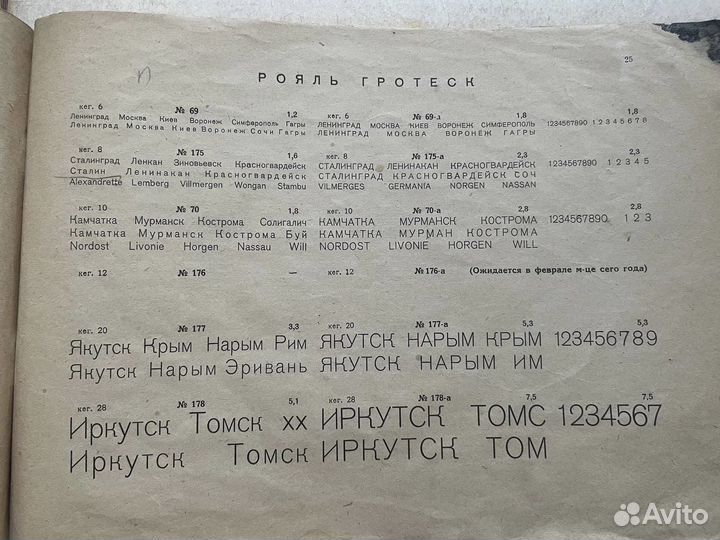 п
25
РОЯЛЬ ГРОТЕСК
кег. 6 № 69 1,2 кег. 6 № 69-а 1,8 1,8
Ленинград Москва Киев Воронеж Симферополь Гагры ЛЕНИНГРАД МОСКВА КИЕВ ВОРОНЕЖ СИМФЕРОПОЛЬ 1234567890 1 2 3 4 5 6 7 8
Ленинград Москва Киев Воронеж Сочи Гагры ЛЕНИНГРАД МОСКВА ВОРОНЕЖ ГАГРЫ
кег. 8 № 175 1,6 кег. 8 № 175-а 2,3 2,3
Сталинград Ленкан Зиновьевск Красногвардейск СТАЛИНГРАД ЛЕНИНАКАН КРАСНОГВАРДЕЙСК 1234567890 1 2 3 4 5
Сталин Ленинакан Красногвардейск СТАЛИНГРАД КРАСНОГВАРДЕЙСК СОЧ
Alexandrette Lemberg Villmergen Wongan Stambu VILMERGES GERMANIA NORGEN NASSAN
кег. 10 № 70 1,8 кег. 10 № 70-а 2,8 2,8
Камчатка Мурманск Кострома Солигалич КАМЧАТКА МУРМАНСК КОСТРОМА 1234567890 1 2 3
Камчатка Мурманск Кострома Буй КАМЧАТКА МУРМАН КОСТРОМА
Nordost Livonie Horgen Nassau Will NORDOST LIVONIE HORGEN WILL
кег. 12 № 176 — кег. 12 № 176-а (Ожидается в феврале м-це сего года)
кег. 20 № 177 3,3 кег. 20 № 177-а 5,3 5,3
Якутск Крым Нарым Рим ЯКУТСК НАРЫМ КРЫМ 123456789
Якутск Нарым Эривань ЯКУТСК НАРЫМ ИМ
кег. 28 № 178 5,1 кег. 28 № 178-а 7,5 7,5
Иркутск Томск хх ИРКУТСК ТОМС 1234567
Иркутск Томск ИРКУТСК ТОМ
Avito